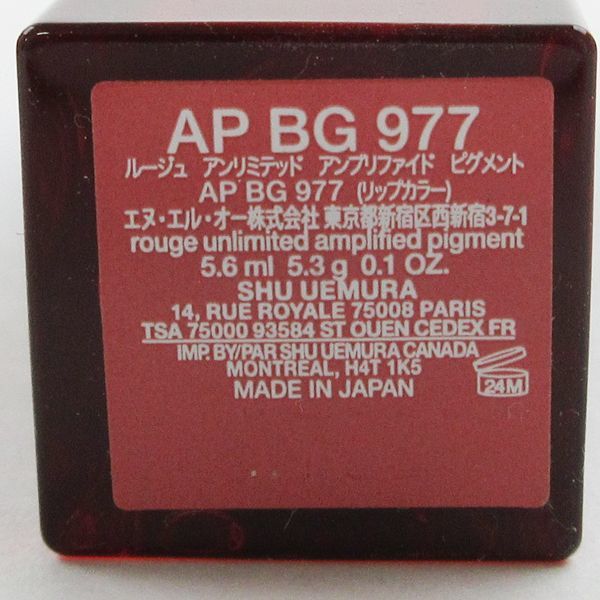 AP BG 977
ルージュ アンリミテッド アンプリファイド ピグメント
AP BG 977 (リップカラー)
エヌ・エル・オー株式会社 東京都新宿区西新宿3-7-1
rouge unlimited amplified pigment
5.6 ml 5.3 g 0.1 OZ.
SHU UEMURA
14, RUE ROYALE 75008 PARIS
TSA 75000 93584 ST OUEN CEDEX FR
IMP. BY/PAR SHU UEMURA CANADA
MONTREAL, H4T 1K5
MADE IN JAPAN
24M